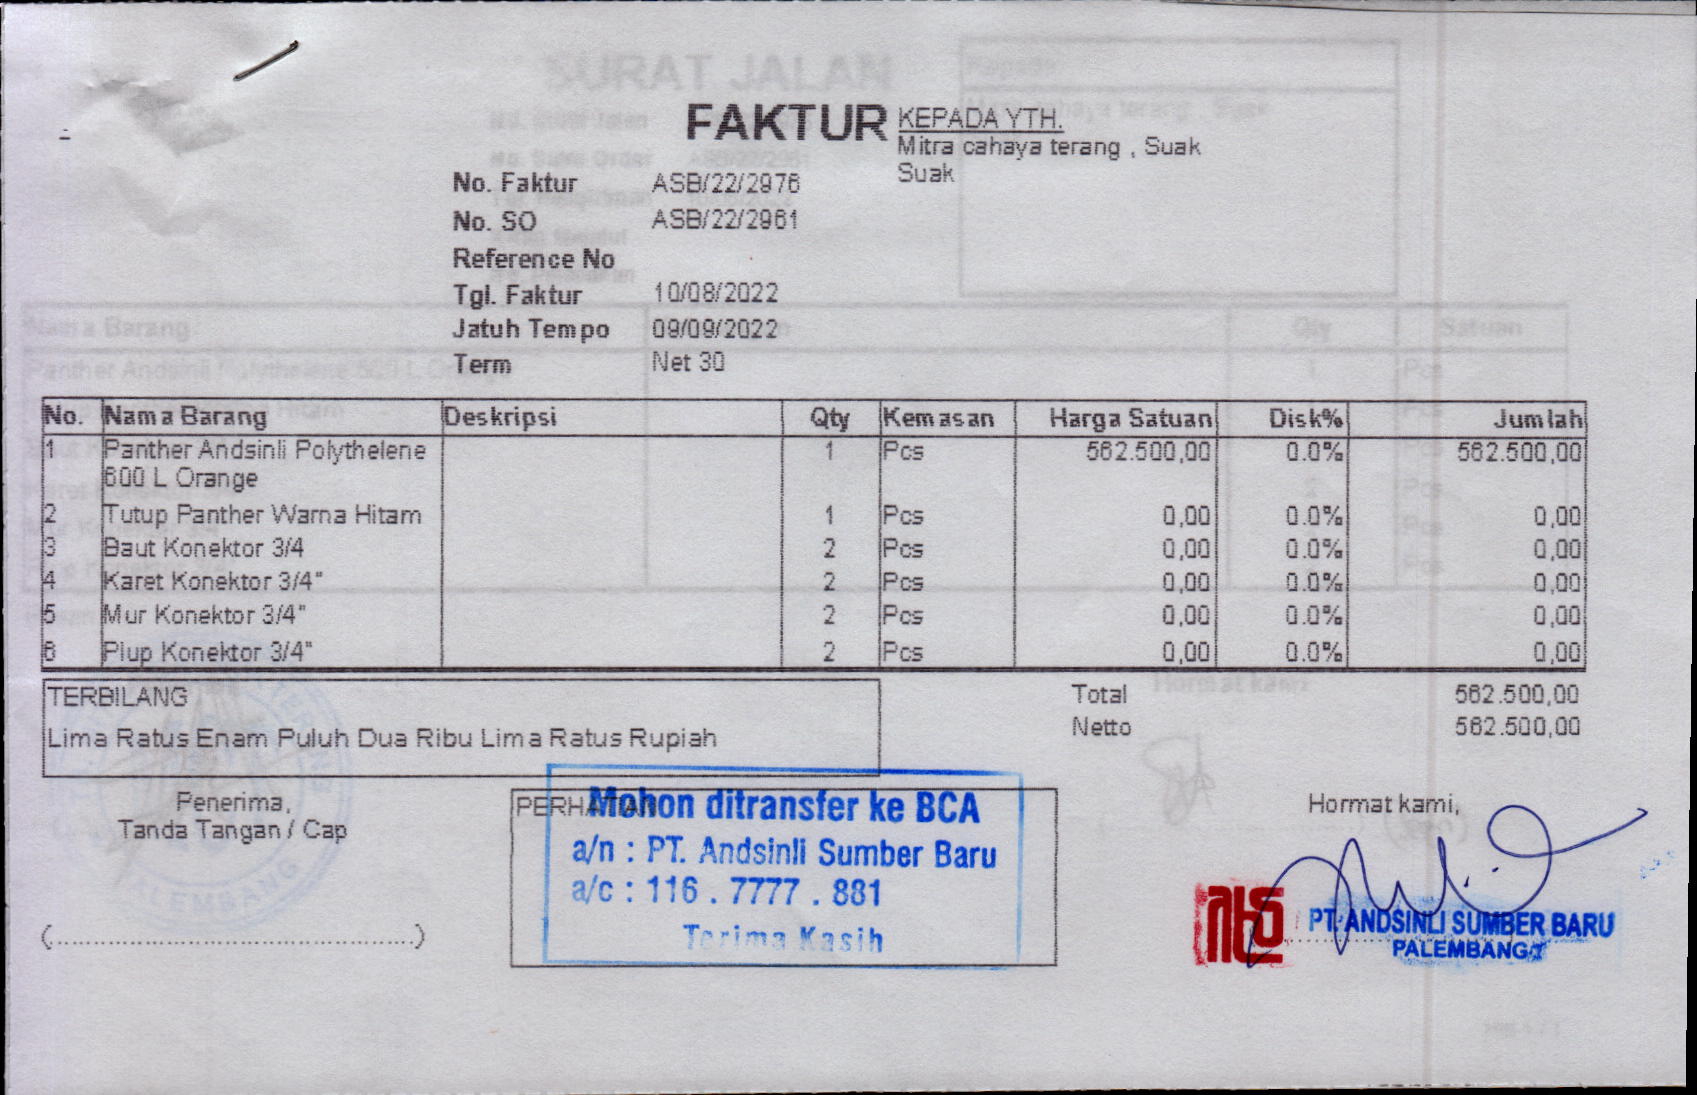 FAKTUR
KEPADA YTH.
Mitra cahaya terang , Suak
Suak
No. Faktur ASB/22/2976
No. SO ASB/22/2961
Reference No
Tgl. Faktur 10/08/2022
Jatuh Tempo 09/09/2022
Term Net 30
No. Nama Barang Deskripsi Qty Kemasan Harga Satuan Disk% Jumlah
1 Panther Andsinli Polythelene 1 Pcs 562.500,00 0.0% 562.500,00
600 L Orange
2 Tutup Panther Warna Hitam 1 Pcs 0,00 0.0% 0,00
3 Baut Konektor 3/4 2 Pcs 0,00 0.0% 0,00
4 Karet Konektor 3/4" 2 Pcs 0,00 0.0% 0,00
5 Mur Konektor 3/4" 2 Pcs 0,00 0.0% 0,00
6 Plup Konektor 3/4" 2 Pcs 0,00 0.0% 0,00
TERBILANG
Lima Ratus Enam Puluh Dua Ribu Lima Ratus Rupiah
Total 562.500,00
Netto 562.500,00
Penerima,
Tanda Tangan / Cap
(..................................................)
PERHATIAN
Mohon ditransfer ke BCA
a/n : PT. Andsinli Sumber Baru
a/c : 116 . 7777 . 881
Terima Kasih
Hormat kami,
PT. ANDSINLI SUMBER BARU
PALEMBANG